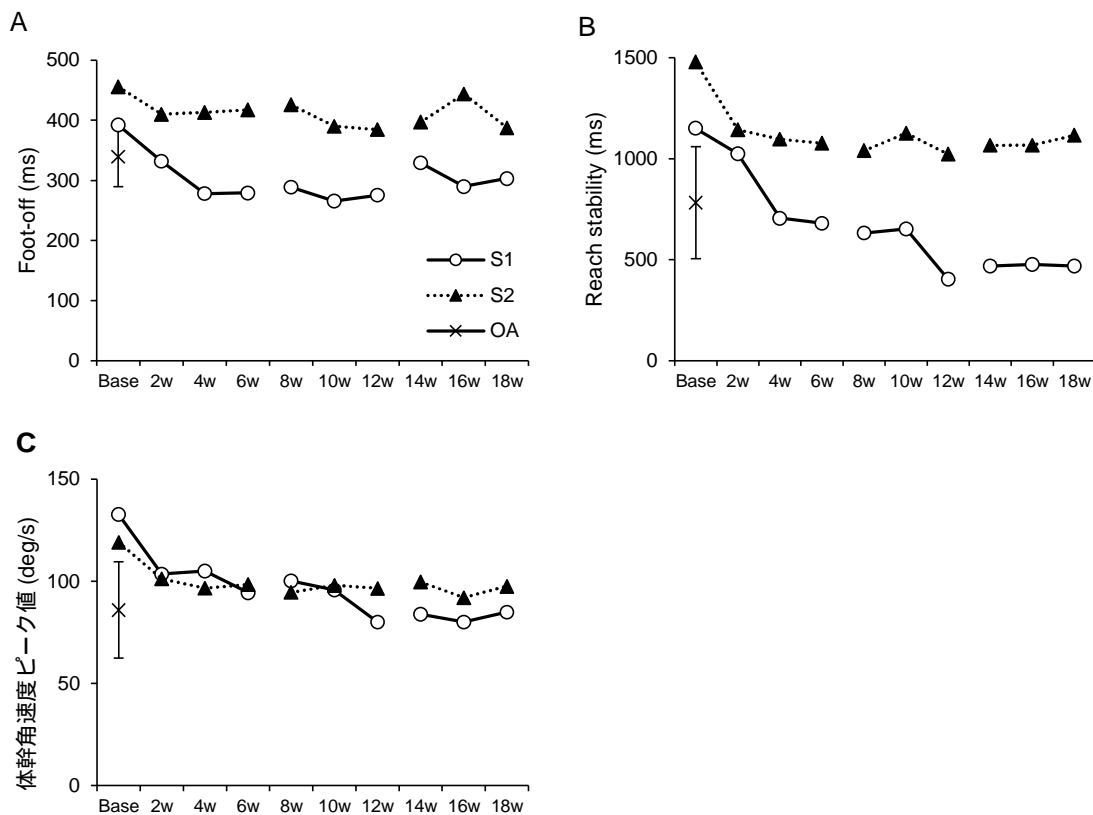 A
500
400
300
200
100
0
Foot-off (ms)
S1
S2
OA
Base 2w 4w 6w 8w 10w 12w 14w 16w 18w
B
1500
1000
500
0
Reach stability (ms)
Base 2w 4w 6w 8w 10w 12w 14w 16w 18w
C
150
100
50
0
体幹角速度ピーク値 (deg/s)
Base 2w 4w 6w 8w 10w 12w 14w 16w 18w